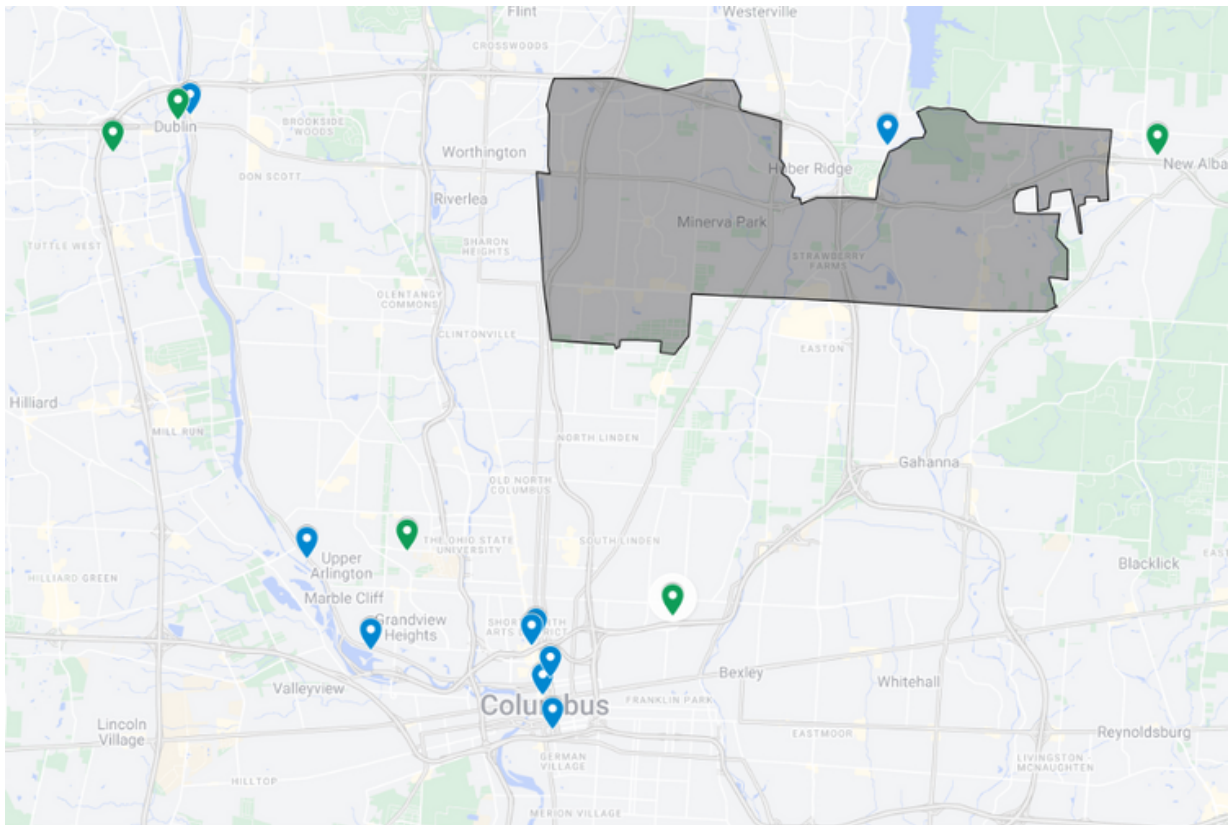 Flint
Westerville
CROSSWOODS
Dublin
BROOKSIDE
WOODS
Worthington
Huber Ridge
New Alba
DON SCOTT
Riverlea
Minerva Park
TUTTLE WEST
SHARON
HEIGHTS
STRAWBERRY
FARMS
OLENTANGY
COMMONS
CLINTONVILLE
EASTON
Hilliard
MILL RUN
NORTH LINDEN
Gahanna
OLD NORTH
COLUMBUS
THE OHIO STATE
UNIVERSITY
SOUTH LINDEN
Upper
Arlington
Blacklick
HILLIARD GREEN
Marble Cliff
Grandview
Heights
ARTS
Valleyview
Bexley
Whitehall
FRANKLIN PARK
Columbus
Lincoln
Village
EASTMOOR
Reynoldsburg
GERMAN
VILLAGE
LIVINGSTON
-MCNAUGHTEN
HILLTOP
MERION VILLAGE